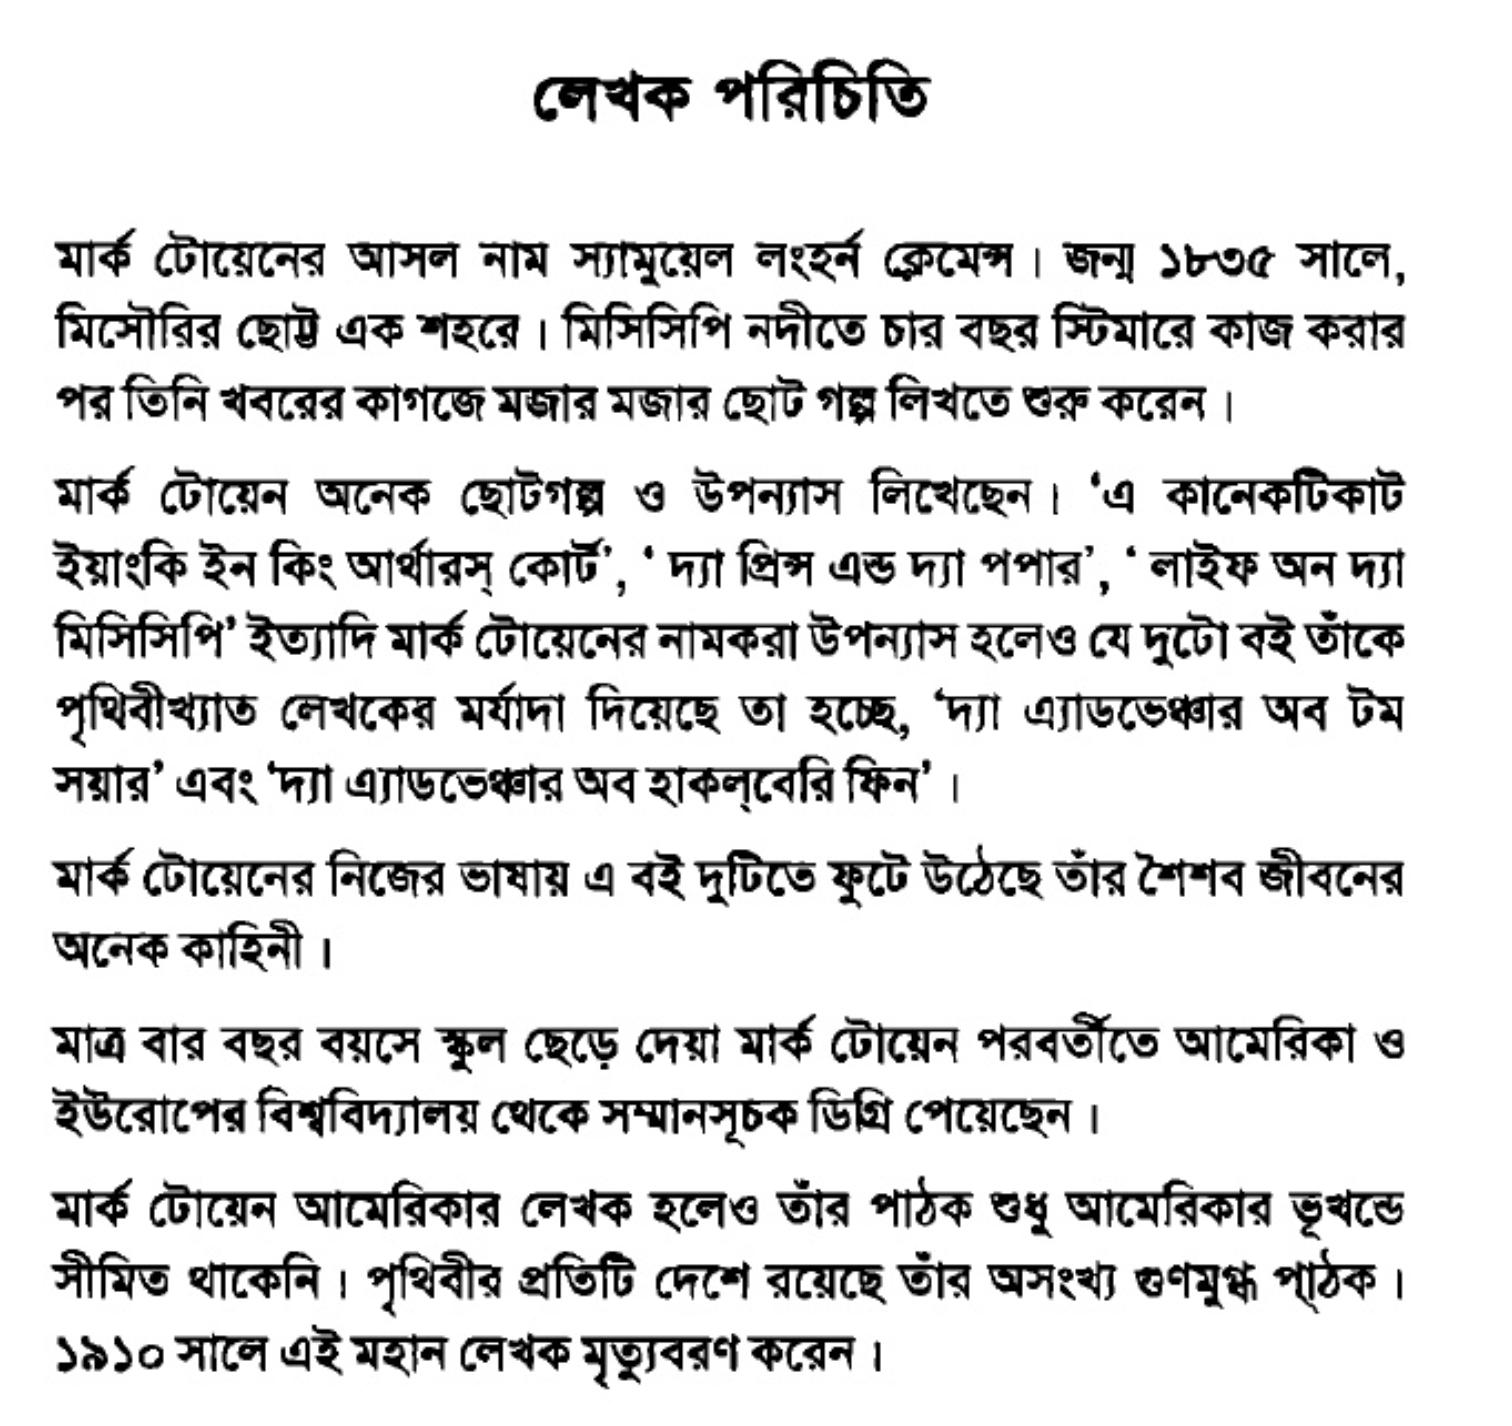 লেখক পরিচিতি
মার্ক টোয়েনের আসল নাম স্যামুয়েল লংহর্ন ক্লেমেন্স। জন্ম ১৮৩৫ সালে,
মিসৌরির ছোট্ট এক শহরে। মিসিসিপি নদীতে চার বছর স্টিমারে কাজ করার
পর তিনি খবরের কাগজে মজার মজার ছোট গল্প লিখতে শুরু করেন।
মার্ক টোয়েন অনেক ছোটগল্প ও উপন্যাস লিখেছেন। ‘এ কানেকটিকাট
ইয়াংকি ইন কিং আর্থারস্ কোর্ট’, ‘ দ্যা প্রিন্স এন্ড দ্যা পপার’, ‘ লাইফ অন দ্যা
মিসিসিপি’ ইত্যাদি মার্ক টোয়েনের নামকরা উপন্যাস হলেও যে দুটো বই তাঁকে
পৃথিবীখ্যাত লেখকের মর্যাদা দিয়েছে তা হচ্ছে, ‘দ্যা এ্যাডভেঞ্চার অব টম
সয়ার’ এবং ‘দ্যা এ্যাডভেঞ্চার অব হাকল্‌বেরি ফিন’।
মার্ক টোয়েনের নিজের ভাষায় এ বই দুটিতে ফুটে উঠেছে তাঁর শৈশব জীবনের
অনেক কাহিনী।
মাত্র বার বছর বয়সে স্কুল ছেড়ে দেয়া মার্ক টোয়েন পরবর্তীতে আমেরিকা ও
ইউরোপের বিশ্ববিদ্যালয় থেকে সম্মানসূচক ডিগ্রি পেয়েছেন।
মার্ক টোয়েন আমেরিকার লেখক হলেও তাঁর পাঠক শুধু আমেরিকার ভূখন্ডে
সীমিত থাকেনি। পৃথিবীর প্রতিটি দেশে রয়েছে তাঁর অসংখ্য গুণমুগ্ধ পাঠক।
১৯১০ সালে এই মহান লেখক মৃত্যুবরণ করেন।